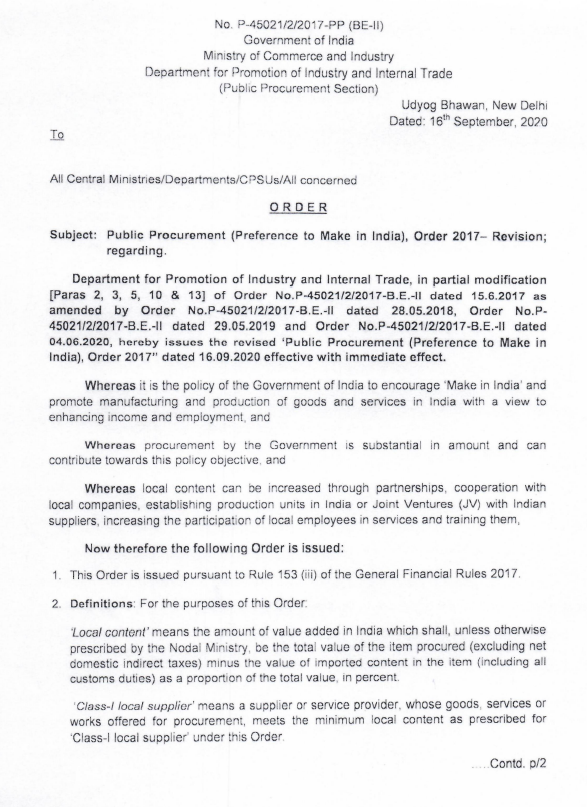 No. P-45021/2/2017-PP (BE-II)
Government of India
Ministry of Commerce and Industry
Department for Promotion of Industry and Internal Trade
(Public Procurement Section)
Udyog Bhawan, New Delhi
Dated: 16th September, 2020
To
All Central Ministries/Departments/CPSUs/All concerned
ORDER
Subject: Public Procurement (Preference to Make in India), Order 2017– Revision;
regarding.
Department for Promotion of Industry and Internal Trade, in partial modification
[Paras 2, 3, 5, 10 & 13] of Order No.P-45021/2/2017-B.E.-II dated 15.6.2017 as
amended by Order No.P-45021/2/2017-B.E.-II dated 28.05.2018, Order No.P-
45021/2/2017-B.E.-II dated 29.05.2019 and Order No.P-45021/2/2017-B.E.-II dated
04.06.2020, hereby issues the revised 'Public Procurement (Preference to Make in
India), Order 2017" dated 16.09.2020 effective with immediate effect.
Whereas it is the policy of the Government of India to encourage 'Make in India' and
promote manufacturing and production of goods and services in India with a view to
enhancing income and employment, and
Whereas procurement by the Government is substantial in amount and can
contribute towards this policy objective, and
Whereas local content can be increased through partnerships, cooperation with
local companies, establishing production units in India or Joint Ventures (JV) with Indian
suppliers, increasing the participation of local employees in services and training them,
Now therefore the following Order is issued:
1. This Order is issued pursuant to Rule 153 (iii) of the General Financial Rules 2017.
2. Definitions: For the purposes of this Order:
'Local content' means the amount of value added in India which shall, unless otherwise
prescribed by the Nodal Ministry, be the total value of the item procured (excluding net
domestic indirect taxes) minus the value of imported content in the item (including all
customs duties) as a proportion of the total value, in percent.
'Class-I local supplier' means a supplier or service provider, whose goods, services or
works offered for procurement, meets the minimum local content as prescribed for
'Class-I local supplier' under this Order.
.....Contd. p/2